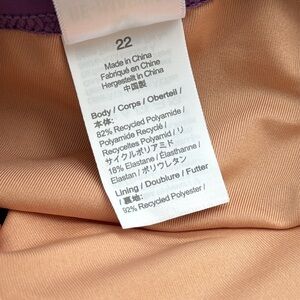 22
Made in China
Fabriqué en Chine
Hergestellt in China
中国製
Body / Corps / Oberteil /
本体:
82% Recycled Polyamide /
Polyamide Recyclé /
Recyceltes Polyamid / リ
サイクルポリアミド
18% Elastane / Élasthanne /
Elastan / ポリウレタン
Lining / Doublure / Futter
/ 裏地:
92% Recycled Polyester /